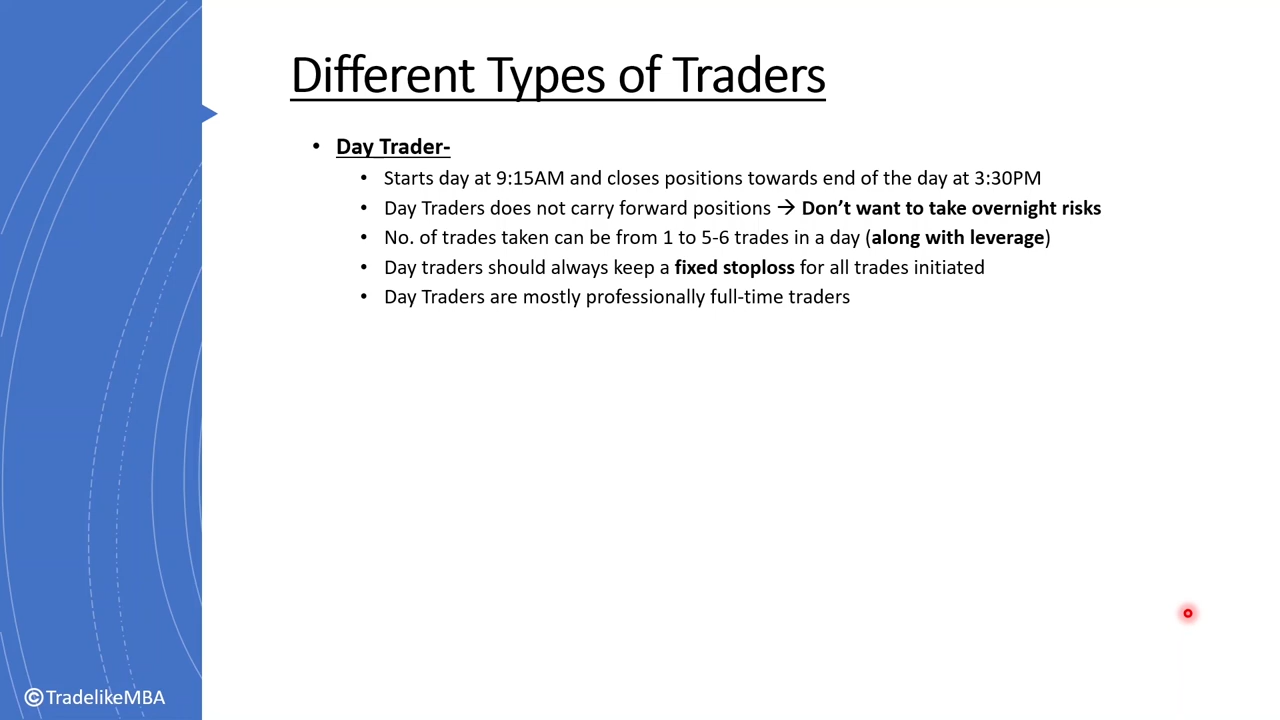 Different Types of Traders
• Day Trader-
• Starts day at 9:15AM and closes positions towards end of the day at 3:30PM
• Day Traders does not carry forward positions → Don’t want to take overnight risks
• No. of trades taken can be from 1 to 5-6 trades in a day (along with leverage)
• Day traders should always keep a fixed stoploss for all trades initiated
• Day Traders are mostly professionally full-time traders
©TradelikeMBA